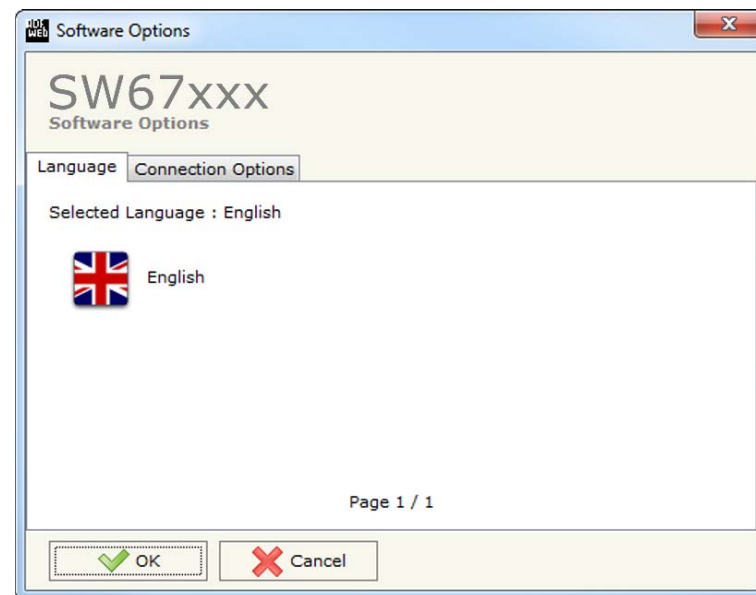 Software Options
SW67xxx
Software Options
Language
Connection Options
Selected Language : English
English
Page 1 / 1
OK
Cancel